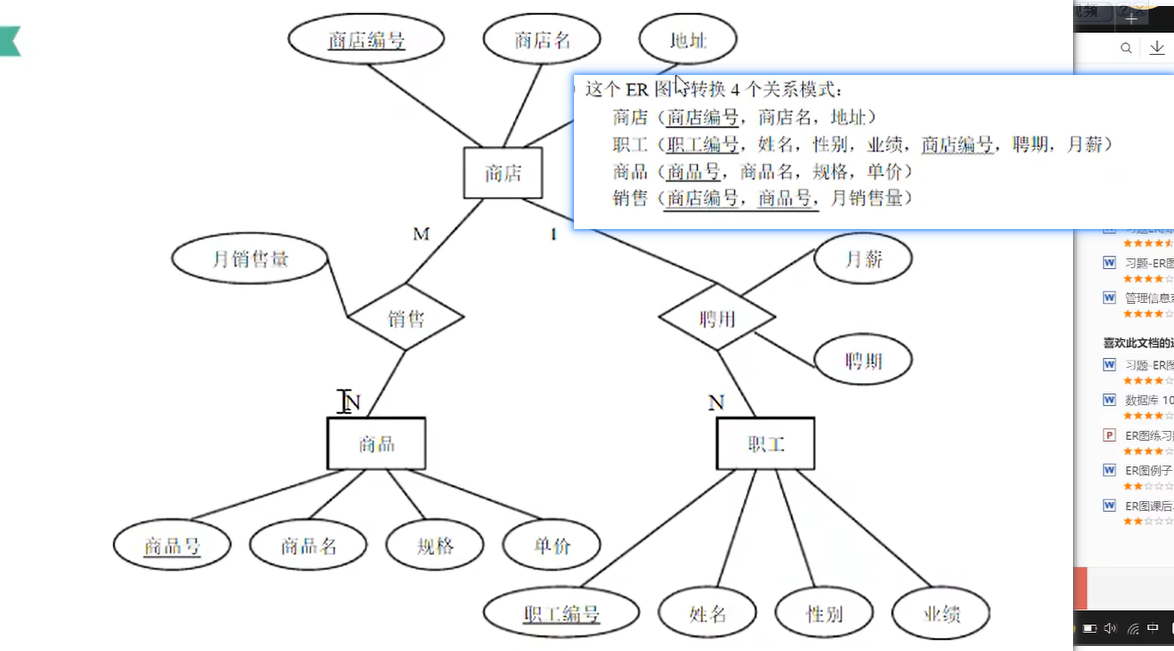 商店编号 商店名 地址
这个 ER 图可转换 4 个关系模式：
商店（商店编号，商店名，地址）
职工（职工编号，姓名，性别，业绩，商店编号，聘期，月薪）
商品（商品号，商品名，规格，单价）
销售（商店编号，商品号，月销售量）
商店
M 1
月销售量 月薪
销售 聘用
聘期
N N
商品 职工
商品号 商品名 规格 单价
职工编号 姓名 性别 业绩
习题-ER图
管理信息系
喜欢此文档的还
习题-ER图
数据库 10
ER图练习
ER图例子
ER图课后
中